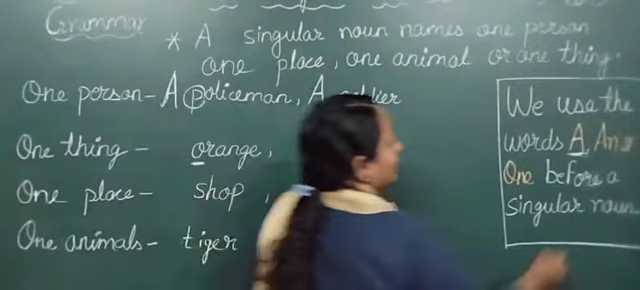 Grammar
* A singular noun names one person
one place, one animal or one thing.
One person- A policeman, A
One thing - orange,
One place - shop,
One animals- tiger
We use the
words A, An
One before a
singular noun